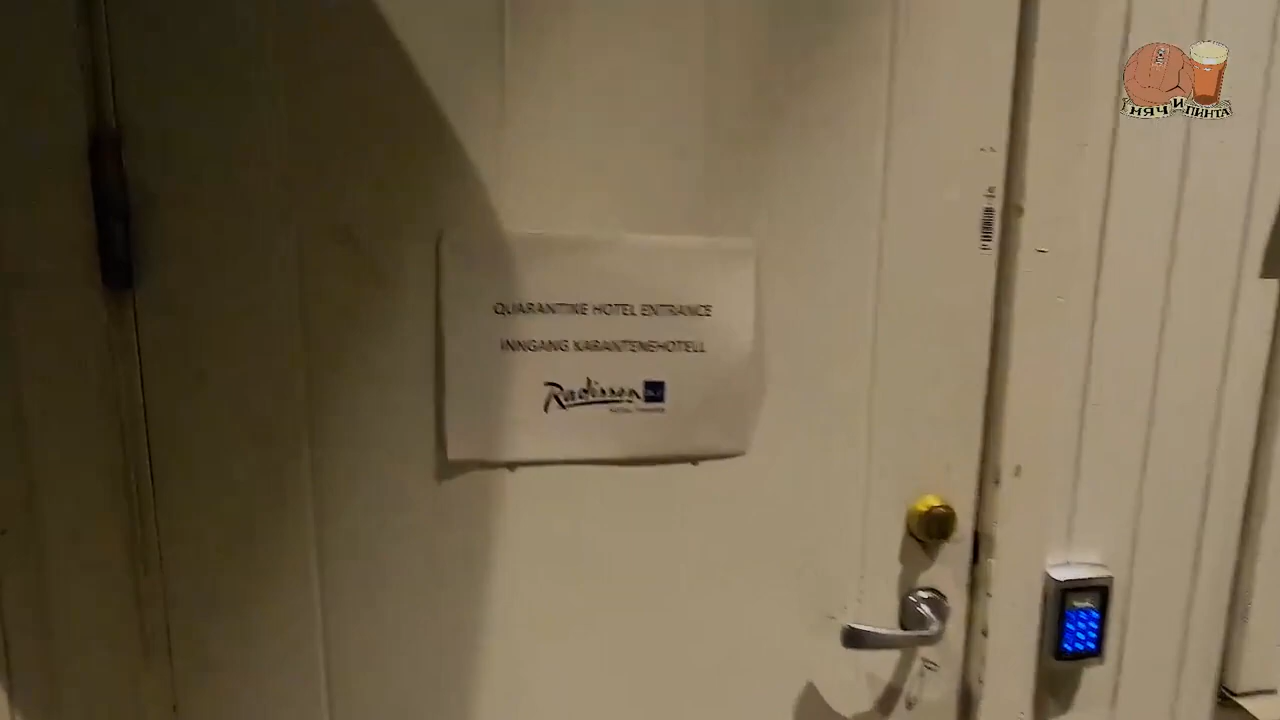 МЯЧ И ПИНТА
QUARANTINE HOTEL ENTRANCE
INNGANG KARANTENEHOTELL
Radisson